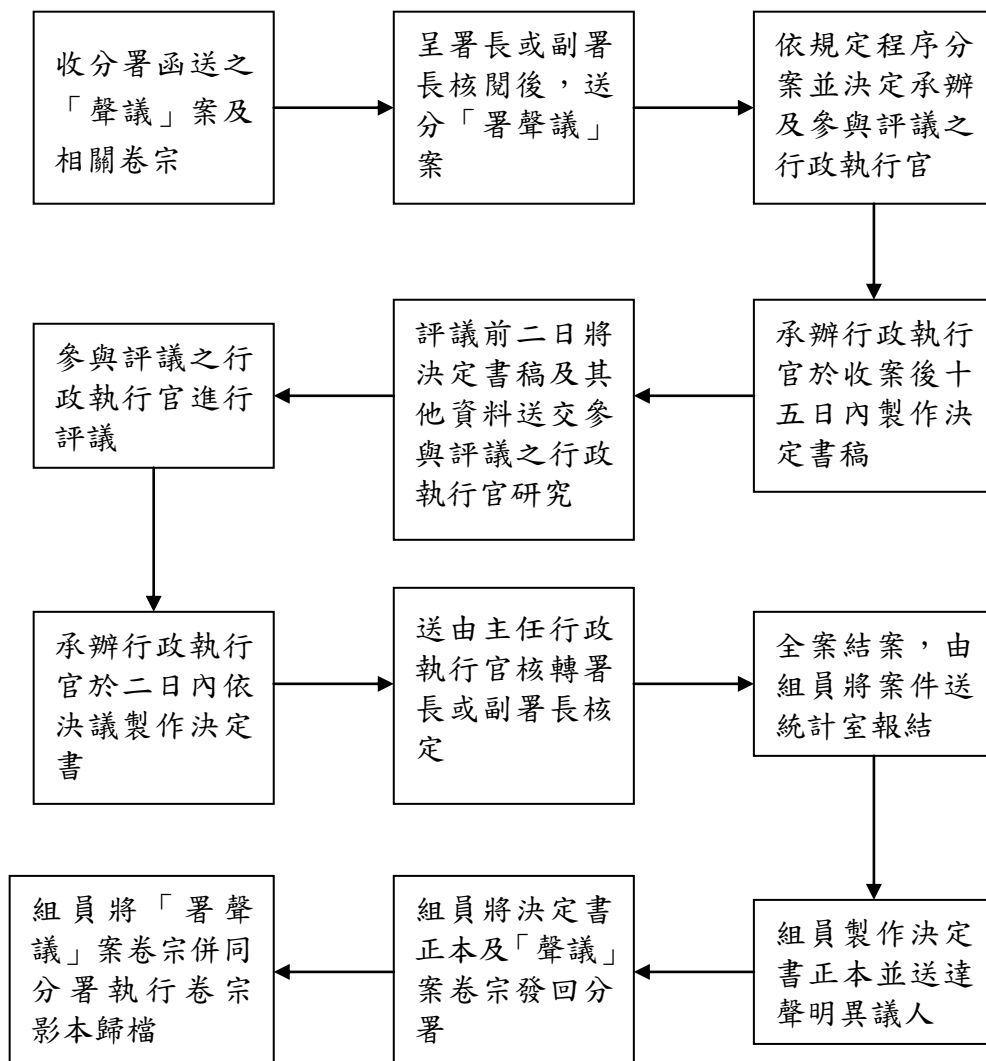 收分署函送之
「聲議」案及
相關卷宗
呈署長或副署
長核閱後，送
分「署聲議」
案
依規定程序分
案並決定承辦
及參與評議之
行政執行官
承辦行政執行
官於收案後十
五日內製作決
定書稿
評議前二日將
決定書稿及其
他資料送交參
與評議之行政
執行官研究
參與評議之行
政執行官進行
評議
承辦行政執行
官於二日內依
決議製作決定
書
送由主任行政
執行官核轉署
長或副署長核
定
全案結案，由
組員將案件送
統計室報結
組員製作決定
書正本並送達
聲明異議人
組員將決定書
正本及「聲議」
案卷宗發回分
署
組員將「署聲
議」案卷宗併同
分署執行卷宗
影本歸檔